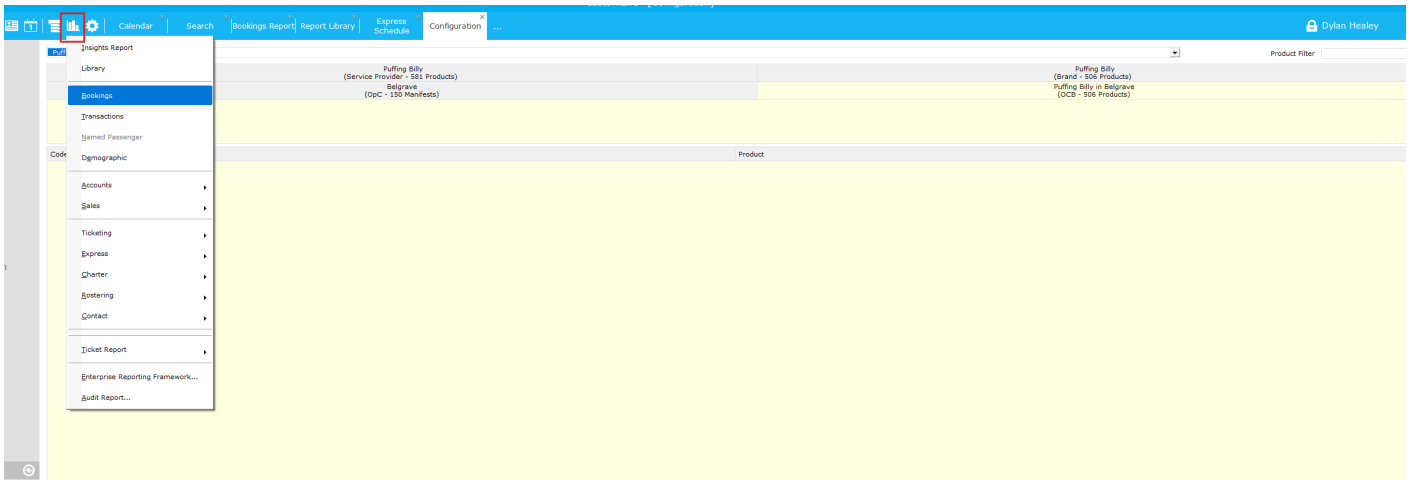 Calendar
Search
Bookings Report
Report Library
Express
Schedule
Configuration
...
Dylan Healey
Insights Report
Library
Bookings
Transactions
Named Passenger
Demographic
Accounts
Sales
Ticketing
Express
Charter
Rostering
Contact
Ticket Report
Enterprise Reporting Framework...
Audit Report...
Puff
Product Filter
Puffing Billy
(Service Provider - 581 Products)
Puffing Billy
(Brand - 506 Products)
Belgrave
(OpC - 150 Manifests)
Puffing Billy in Belgrave
(OCB - 506 Products)
Code
Product